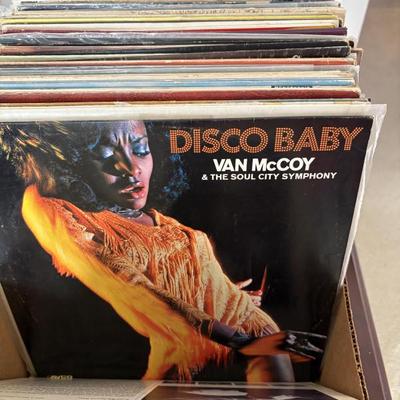 DISCO BABY
VAN McCOY
& THE SOUL CITY SYMPHONY